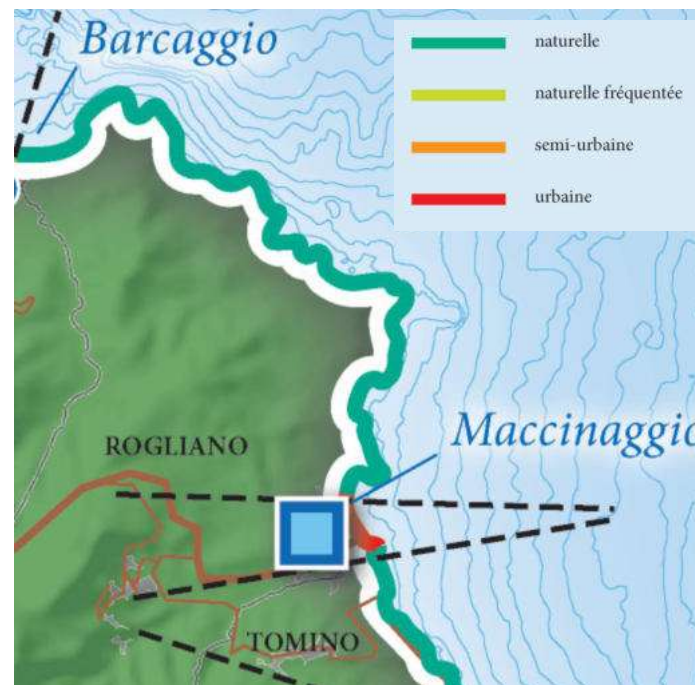 Barcaggio
naturelle
naturelle fréquentée
semi-urbaine
urbaine
Maccinaggio
ROGLIANO
TOMINO